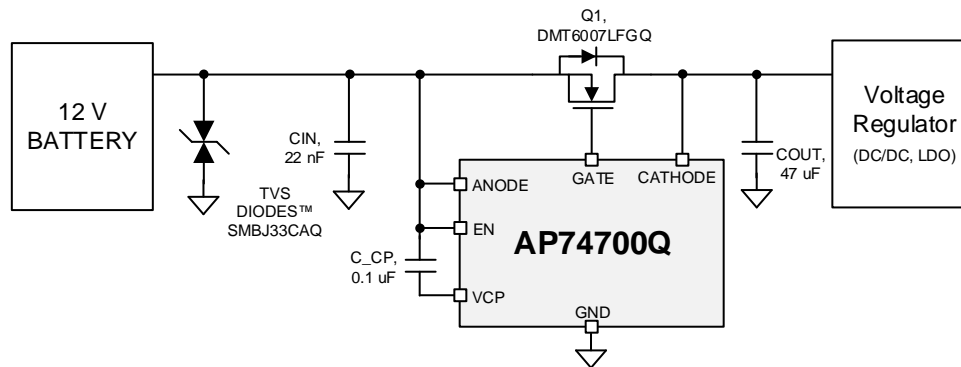 Q1,
DMT6007LFGQ
12 V
BATTERY
CIN,
22 nF
TVS
DIODES™
SMBJ33CAQ
C_CP,
0.1 uF
ANODE
EN
VCP
GATE
CATHODE
AP74700Q
GND
COUT,
47 uF
Voltage
Regulator
(DC/DC, LDO)